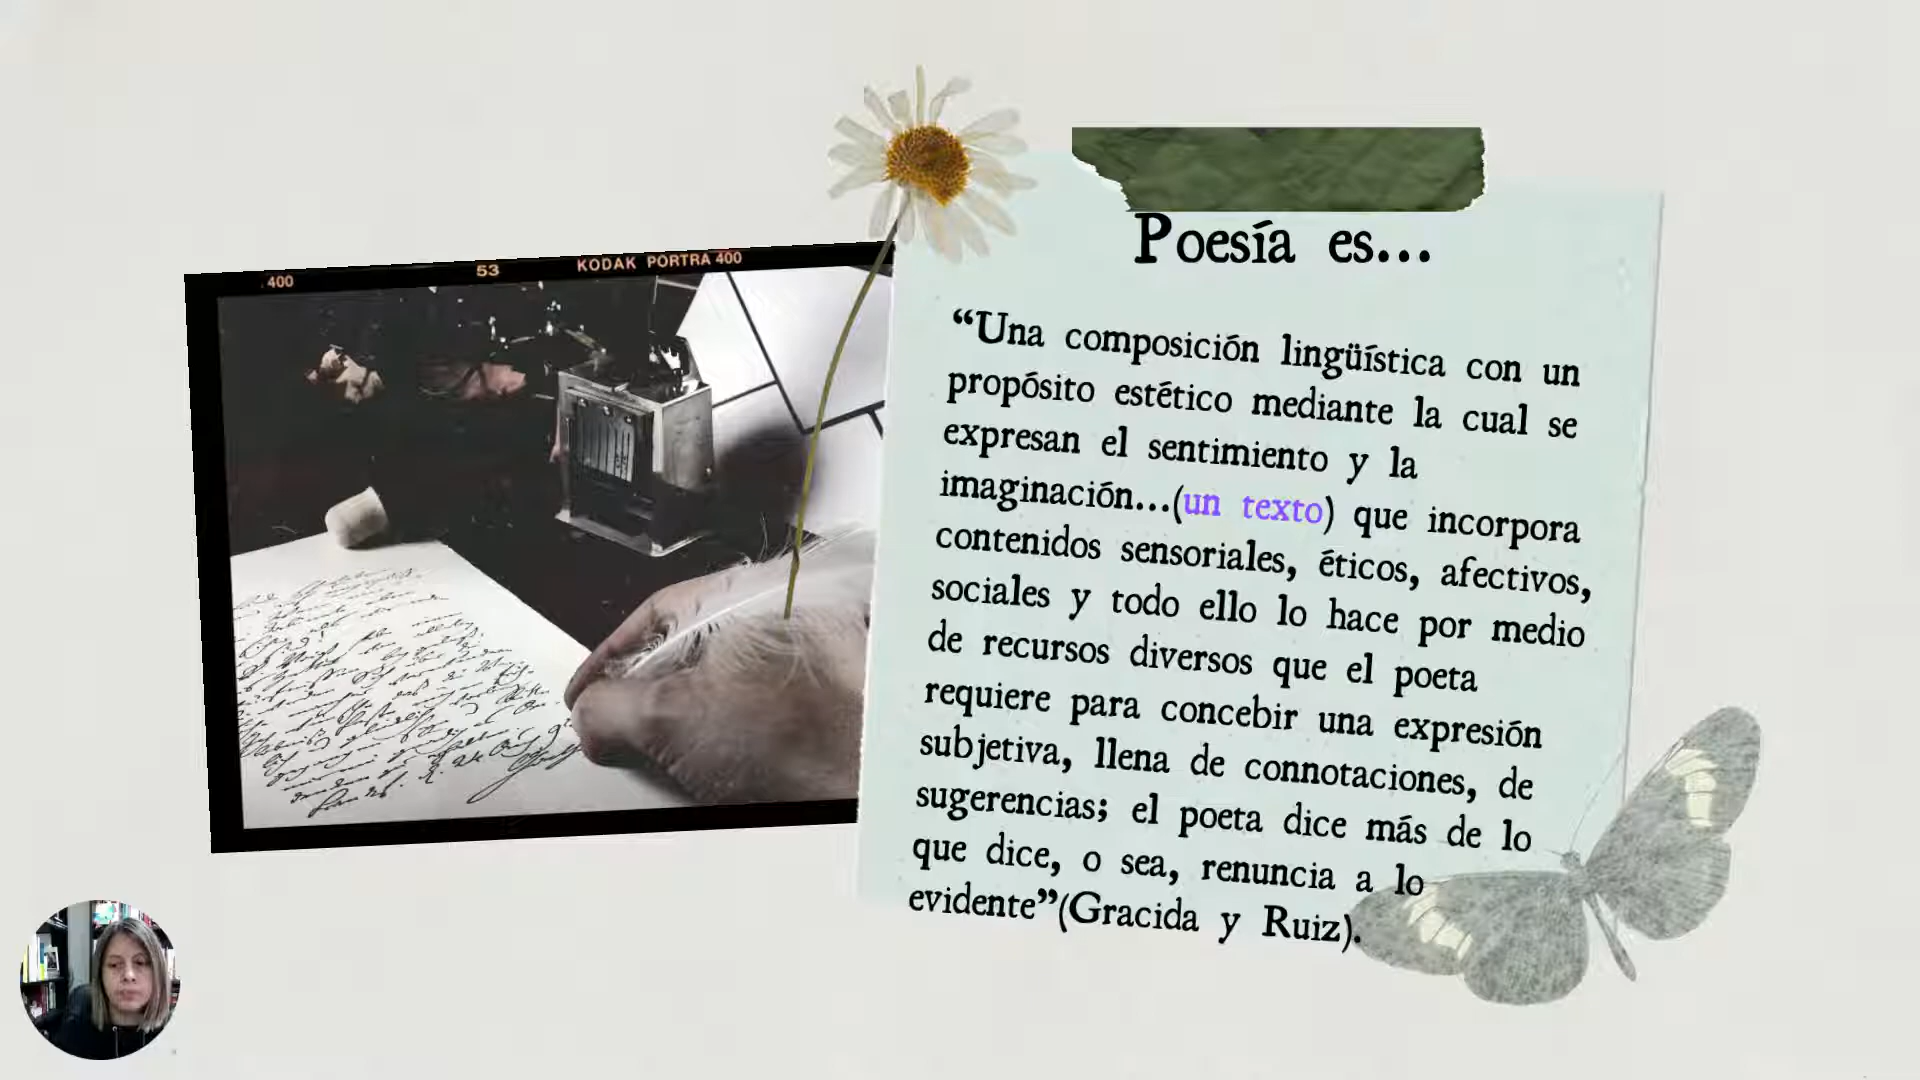 400
53
KODAK PORTRA 400
Poesía es...
“Una composición lingüística con un
propósito estético mediante la cual se
expresan el sentimiento y la
imaginación...(un texto) que incorpora
contenidos sensoriales, éticos, afectivos,
sociales y todo ello lo hace por medio
de recursos diversos que el poeta
requiere para concebir una expresión
subjetiva, llena de connotaciones, de
sugerencias; el poeta dice más de lo
que dice, o sea, renuncia a lo
evidente”(Gracida y Ruiz).